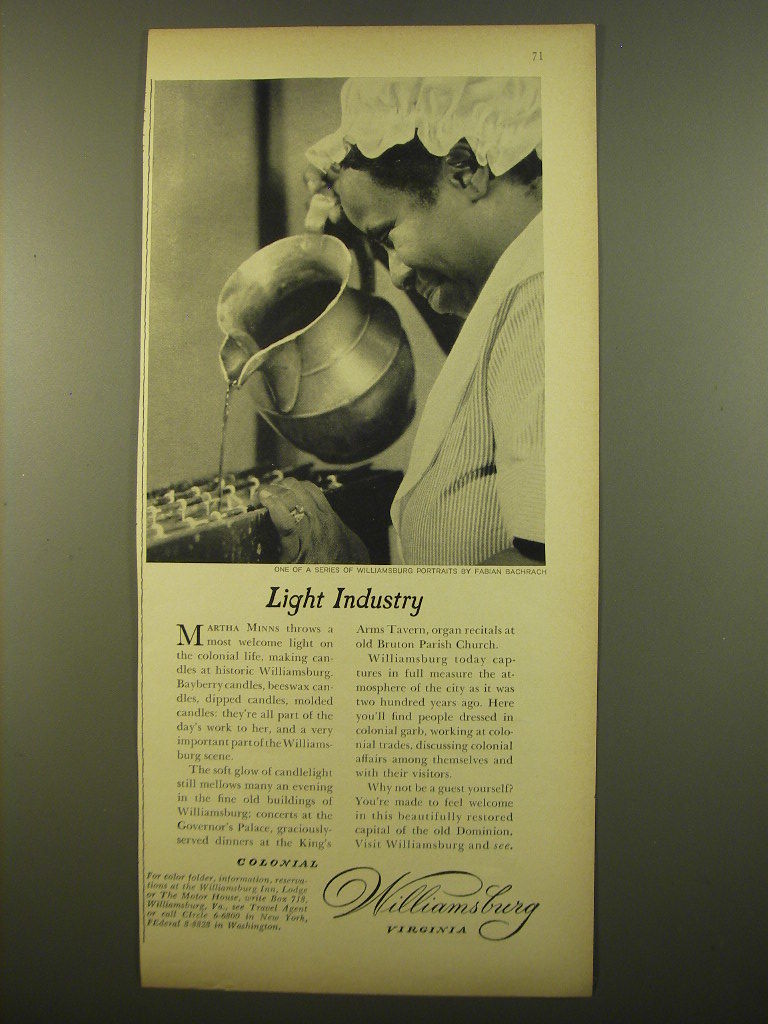 71
ONE OF A SERIES OF WILLIAMSBURG PORTRAITS BY FABIAN BACHRACH
Light Industry
MARTHA MINNS throws a
most welcome light on
the colonial life, making can-
dles at historic Williamsburg.
Bayberry candles, beeswax can-
dles, dipped candles, molded
candles: they're all part of the
day's work to her, and a very
important part of the Williams-
burg scene.
The soft glow of candlelight
still mellows many an evening
in the fine old buildings of
Williamsburg; concerts at the
Governor's Palace, graciously-
served dinners at the King's
Arms Tavern, organ recitals at
old Bruton Parish Church.
Williamsburg today cap-
tures in full measure the at-
mosphere of the city as it was
two hundred years ago. Here
you'll find people dressed in
colonial garb, working at colo-
nial trades, discussing colonial
affairs among themselves and
with their visitors.
Why not be a guest yourself?
You're made to feel welcome
in this beautifully restored
capital of the old Dominion.
Visit Williamsburg and see.
For color folder, information, reserva-
tions at the Williamsburg Inn, Lodge
or The Motor House, write Box 718,
Williamsburg, Va., see Travel Agent
or call CIrcle 6-6800 in New York,
FEderal 8-8828 in Washington.
COLONIAL
Williamsburg
VIRGINIA